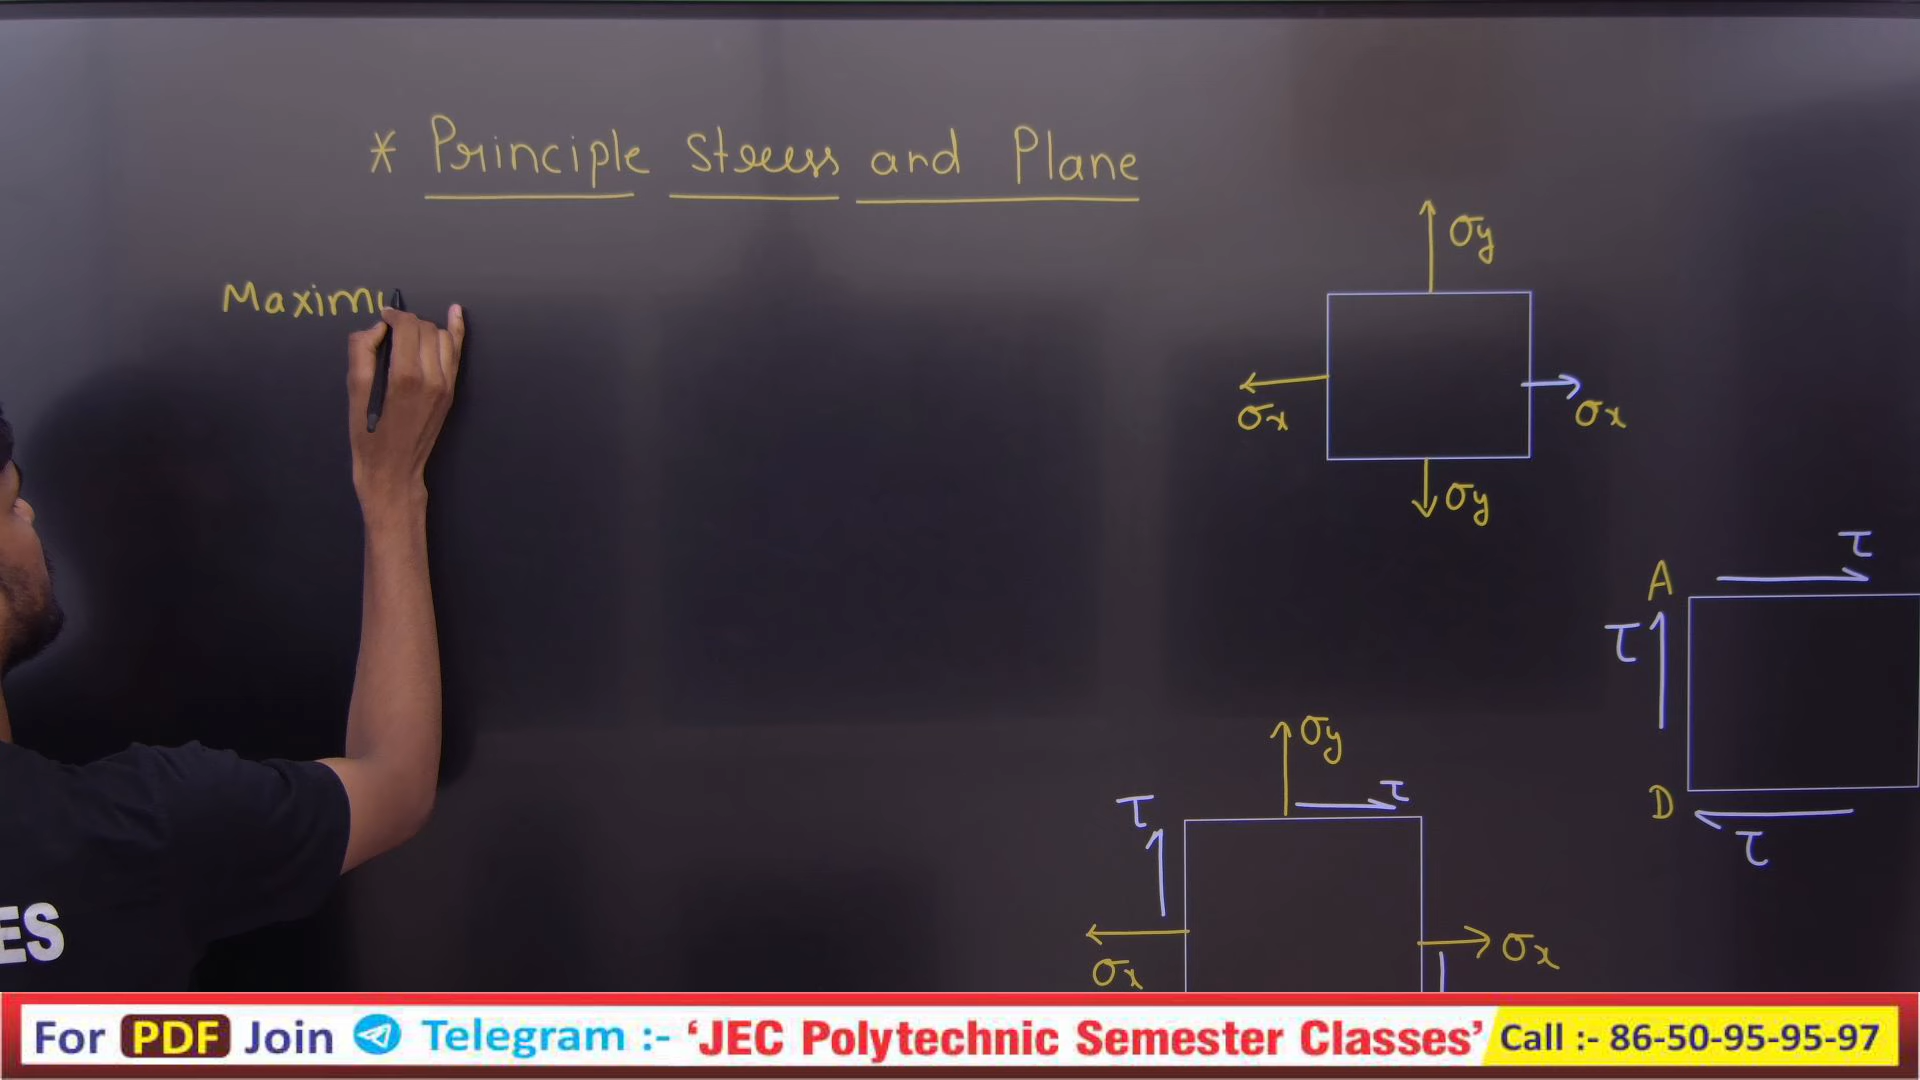 * Principle Stress and Plane
Maximu
σy
σx
σx
σy
τ
A
τ
D
τ
σy
τ
τ
σx
σx
ES
For PDF Join Telegram :- ‘JEC Polytechnic Semester Classes’ Call :- 86-50-95-95-97